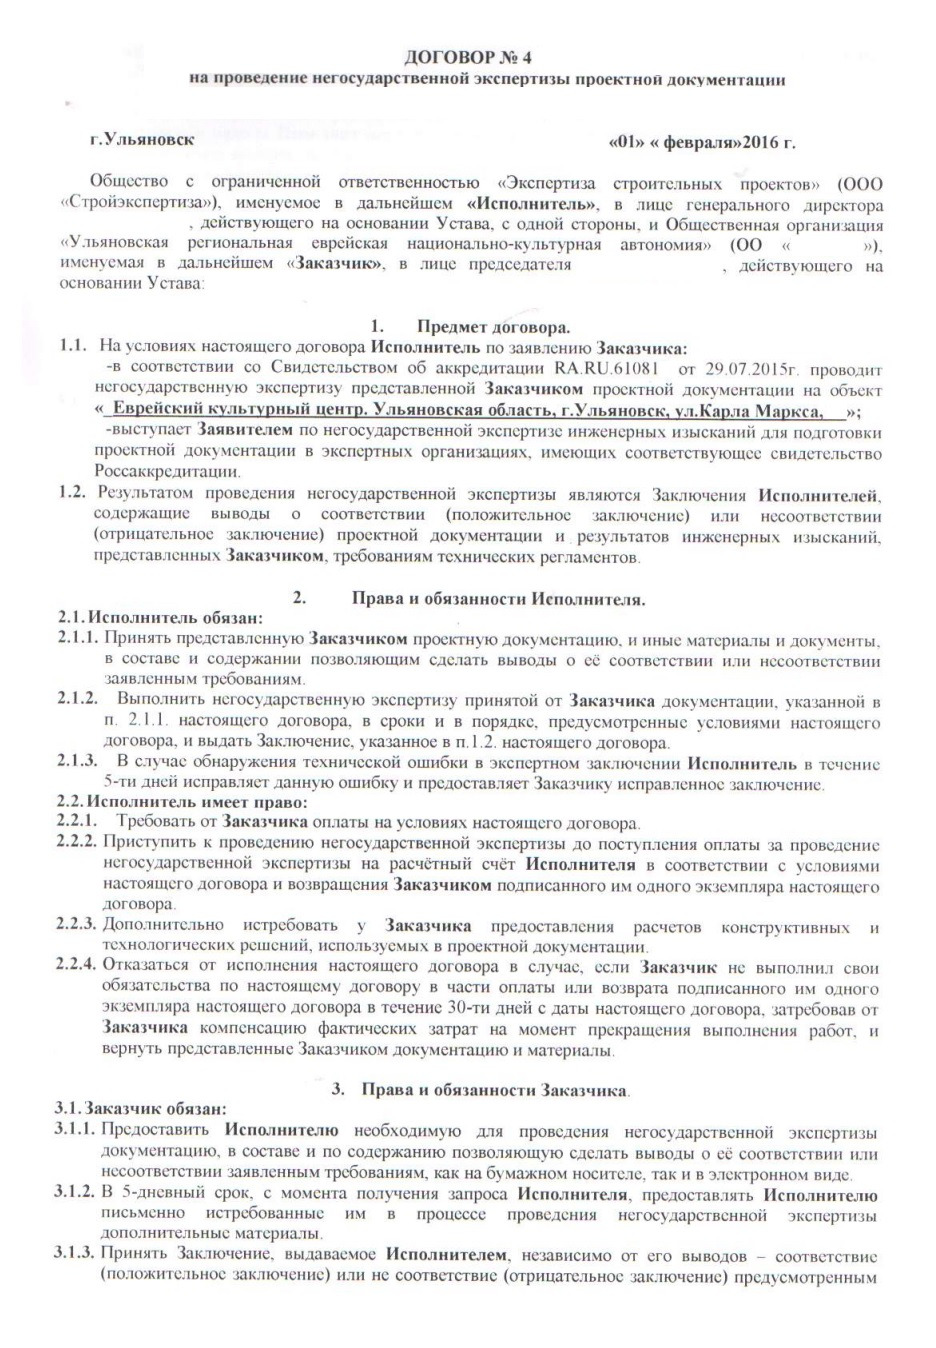 ДОГОВОР № 4
на проведение негосударственной экспертизы проектной документации
г.Ульяновск «01» « февраля»2016 г.
Общество с ограниченной ответственностью «Экспертиза строительных проектов» (ООО
«Стройэкспертиза»), именуемое в дальнейшем «Исполнитель», в лице генерального директора
, действующего на основании Устава, с одной стороны, и Общественная организация
«Ульяновская региональная еврейская национально-культурная автономия» (ОО « »),
именуемая в дальнейшем «Заказчик», в лице председателя , действующего на
основании Устава:
1. Предмет договора.
1.1. На условиях настоящего договора Исполнитель по заявлению Заказчика:
-в соответствии со Свидетельством об аккредитации RA.RU.61081 от 29.07.2015г. проводит
негосударственную экспертизу представленной Заказчиком проектной документации на объект
«_Еврейский культурный центр. Ульяновская область, г.Ульяновск, ул.Карла Маркса, __»;
-выступает Заявителем по негосударственной экспертизе инженерных изысканий для подготовки
проектной документации в экспертных организациях, имеющих соответствующее свидетельство
Россаккредитации.
1.2. Результатом проведения негосударственной экспертизы являются Заключения Исполнителей,
содержащие выводы о соответствии (положительное заключение) или несоответствии
(отрицательное заключение) проектной документации и результатов инженерных изысканий,
представленных Заказчиком, требованиям технических регламентов.
2. Права и обязанности Исполнителя.
2.1. Исполнитель обязан:
2.1.1. Принять представленную Заказчиком проектную документацию, и иные материалы и документы,
в составе и содержании позволяющим сделать выводы о её соответствии или несоответствии
заявленным требованиям.
2.1.2. Выполнить негосударственную экспертизу принятой от Заказчика документации, указанной в
п. 2.1.1. настоящего договора, в сроки и в порядке, предусмотренные условиями настоящего
договора, и выдать Заключение, указанное в п.1.2. настоящего договора.
2.1.3. В случае обнаружения технической ошибки в экспертном заключении Исполнитель в течение
5-ти дней исправляет данную ошибку и предоставляет Заказчику исправленное заключение.
2.2. Исполнитель имеет право:
2.2.1. Требовать от Заказчика оплаты на условиях настоящего договора.
2.2.2. Приступить к проведению негосударственной экспертизы до поступления оплаты за проведение
негосударственной экспертизы на расчётный счёт Исполнителя в соответствии с условиями
настоящего договора и возвращения Заказчиком подписанного им одного экземпляра настоящего
договора.
2.2.3. Дополнительно истребовать у Заказчика предоставления расчетов конструктивных и
технологических решений, используемых в проектной документации.
2.2.4. Отказаться от исполнения настоящего договора в случае, если Заказчик не выполнил свои
обязательства по настоящему договору в части оплаты или возврата подписанного им одного
экземпляра настоящего договора в течение 30-ти дней с даты настоящего договора, затребовав от
Заказчика компенсацию фактических затрат на момент прекращения выполнения работ, и
вернуть представленные Заказчиком документацию и материалы.
3. Права и обязанности Заказчика.
3.1. Заказчик обязан:
3.1.1. Предоставить Исполнителю необходимую для проведения негосударственной экспертизы
документацию, в составе и по содержанию позволяющую сделать выводы о её соответствии или
несоответствии заявленным требованиям, как на бумажном носителе, так и в электронном виде.
3.1.2. В 5-дневный срок, с момента получения запроса Исполнителя, предоставлять Исполнителю
письменно истребованные им в процессе проведения негосударственной экспертизы
дополнительные материалы.
3.1.3. Принять Заключение, выдаваемое Исполнителем, независимо от его выводов – соответствие
(положительное заключение) или не соответствие (отрицательное заключение) предусмотренным